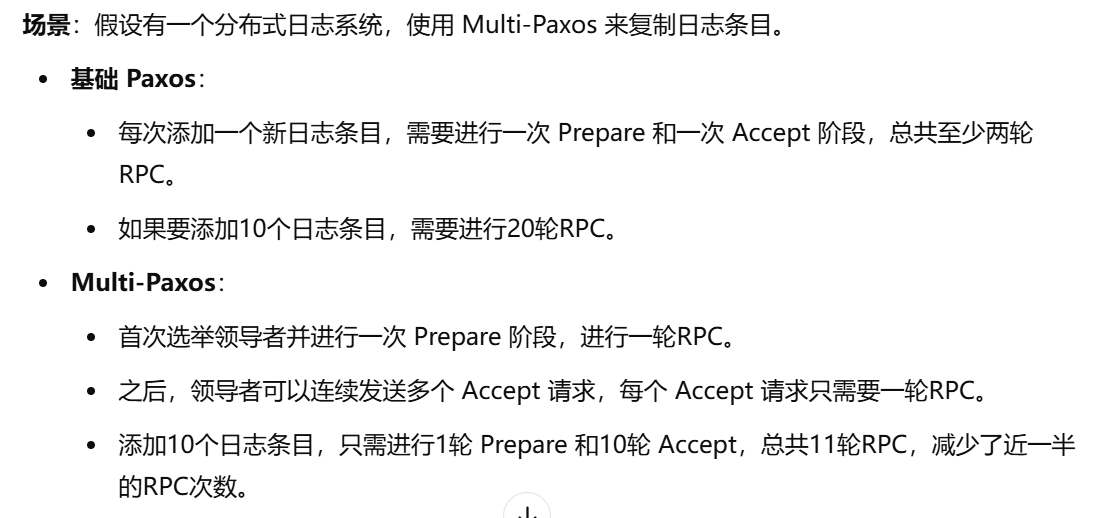 场景：假设有一个分布式日志系统，使用 Multi-Paxos 来复制日志条目。
• 基础 Paxos：
• 每次添加一个新日志条目，需要进行一次 Prepare 和一次 Accept 阶段，总共至少两轮
RPC。
• 如果要添加10个日志条目，需要进行20轮RPC。
• Multi-Paxos：
• 首次选举领导者并进行一次 Prepare 阶段，进行一轮RPC。
• 之后，领导者可以连续发送多个 Accept 请求，每个 Accept 请求只需要一轮RPC。
• 添加10个日志条目，只需进行1轮 Prepare 和10轮 Accept，总共11轮RPC，减少了近一半
的RPC次数。